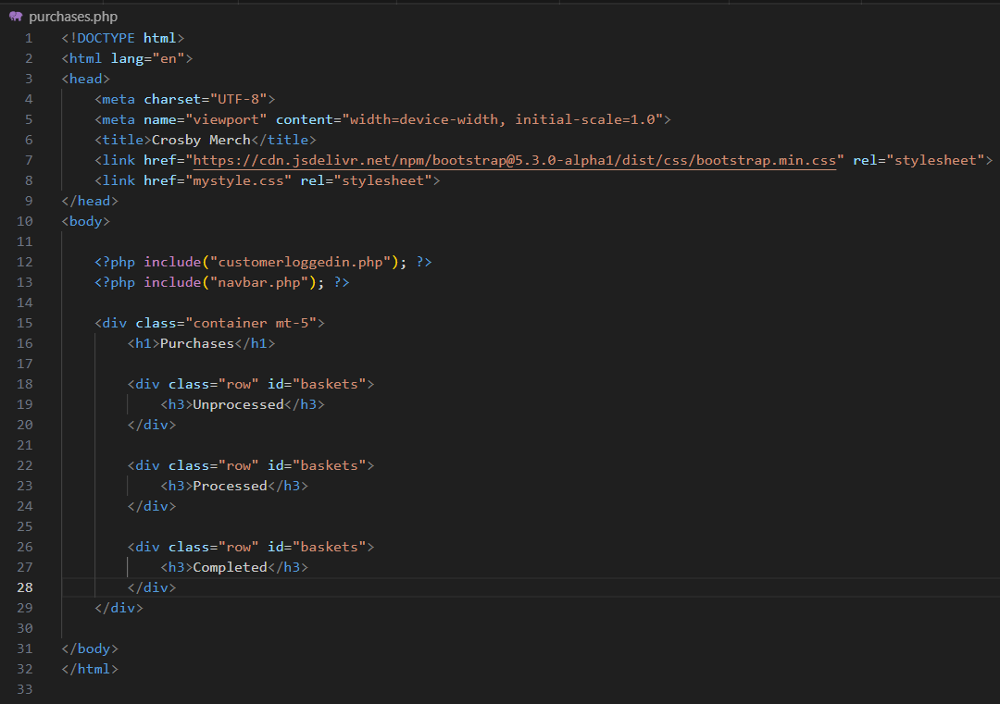 purchases.php
1 <!DOCTYPE html>
2 <html lang="en">
3 <head>
4     <meta charset="UTF-8">
5     <meta name="viewport" content="width=device-width, initial-scale=1.0">
6     <title>Crosby Merch</title>
7     <link href="https://cdn.jsdelivr.net/npm/bootstrap@5.3.0-alpha1/dist/css/bootstrap.min.css" rel="stylesheet">
8     <link href="mystyle.css" rel="stylesheet">
9 </head>
10 <body>
11
12     <?php include("customerloggedin.php"); ?>
13     <?php include("navbar.php"); ?>
14
15     <div class="container mt-5">
16         <h1>Purchases</h1>
17
18         <div class="row" id="baskets">
19             <h3>Unprocessed</h3>
20         </div>
21
22         <div class="row" id="baskets">
23             <h3>Processed</h3>
24         </div>
25
26         <div class="row" id="baskets">
27             <h3>Completed</h3>
28         </div>
29     </div>
30
31 </body>
32 </html>
33